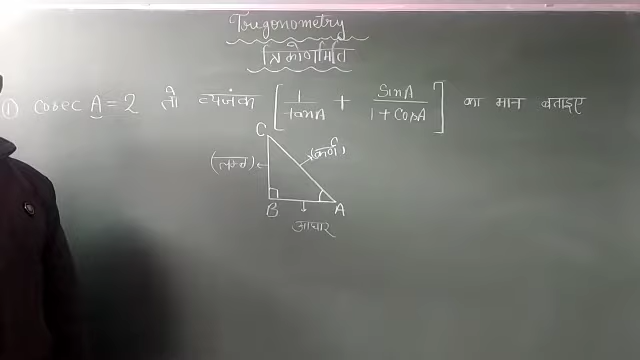 Trigonometry
त्रिकोणमिति
① Cosec A = 2 तो व्यंजक [ 1/tanA + SinA/1 + CosA ] का मान बताइए
C
(लम्ब)
(कर्ण)
B
A
आधार